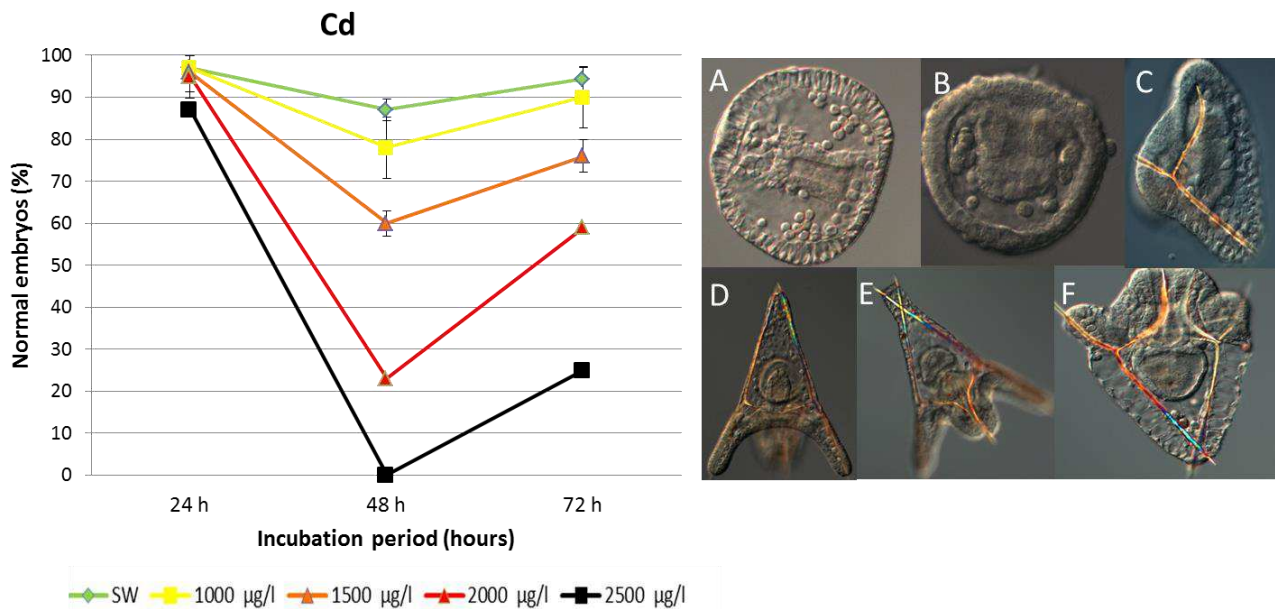 Cd
Normal embryos (%)
100
90
80
70
60
50
40
30
20
10
0
24 h
48 h
72 h
Incubation period (hours)
SW
1000 µg/l
1500 µg/l
2000 µg/l
2500 µg/l
A
B
C
D
E
F